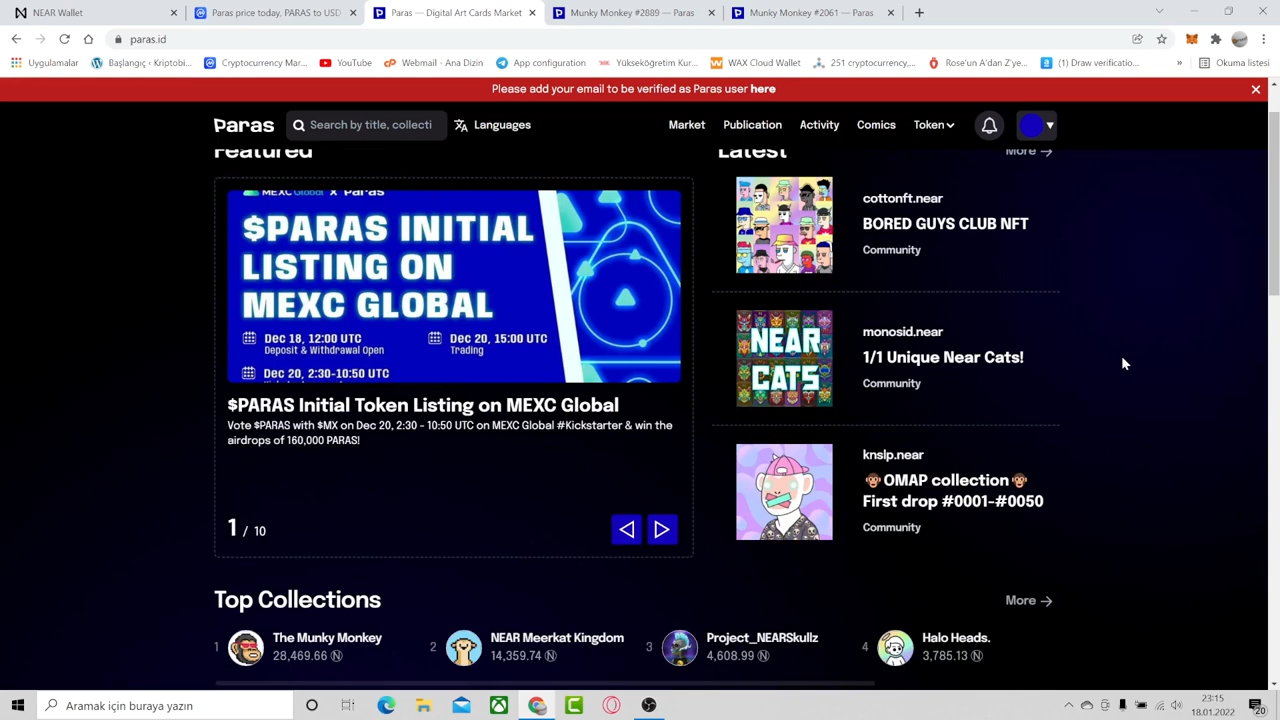 NEAR Wallet
Paras price today, PARAS to USD
Paras — Digital Art Cards Market
Munky Monkey #2889 — Paras
Munky Monkey #2061 — Paras
paras.id
Uygulamalar
Başlangıç ‹ Kriptobi...
Cryptocurrency Mar...
YouTube
Webmail · Ana Dizin
App configuration
Yükseköğretim Kur...
WAX Cloud Wallet
251 cryptocurrency,...
Rose'un A'dan Z'ye...
(1) Draw verificatio...
»
Okuma listesi
Please add your email to be verified as Paras user here
Paras
Search by title, collecti
Languages
Market
Publication
Activity
Comics
Token
Featured
MEXC Global x Paras
$PARAS INITIAL
LISTING ON
MEXC GLOBAL
Dec 18, 12:00 UTC
Deposit & Withdrawal Open
Dec 20, 15:00 UTC
Trading
Dec 20, 2:30-10:50 UTC
$PARAS Initial Token Listing on MEXC Global
Vote $PARAS with $MX on Dec 20, 2:30 - 10:50 UTC on MEXC Global #Kickstarter & win the
airdrops of 160,000 PARAS!
1 / 10
Latest
More
cottonft.near
BORED GUYS CLUB NFT
Community
NEAR
CATS
monosid.near
1/1 Unique Near Cats!
Community
knslp.near
🐵OMAP collection🐵
First drop #0001-#0050
Community
Top Collections
More
1
The Munky Monkey
28,469.66 Ⓝ
2
NEAR Meerkat Kingdom
14,359.74 Ⓝ
3
Project_NEARSkullz
4,608.99 Ⓝ
4
Halo Heads.
3,785.13 Ⓝ
Aramak için buraya yazın
23:15
18.01.2022
20